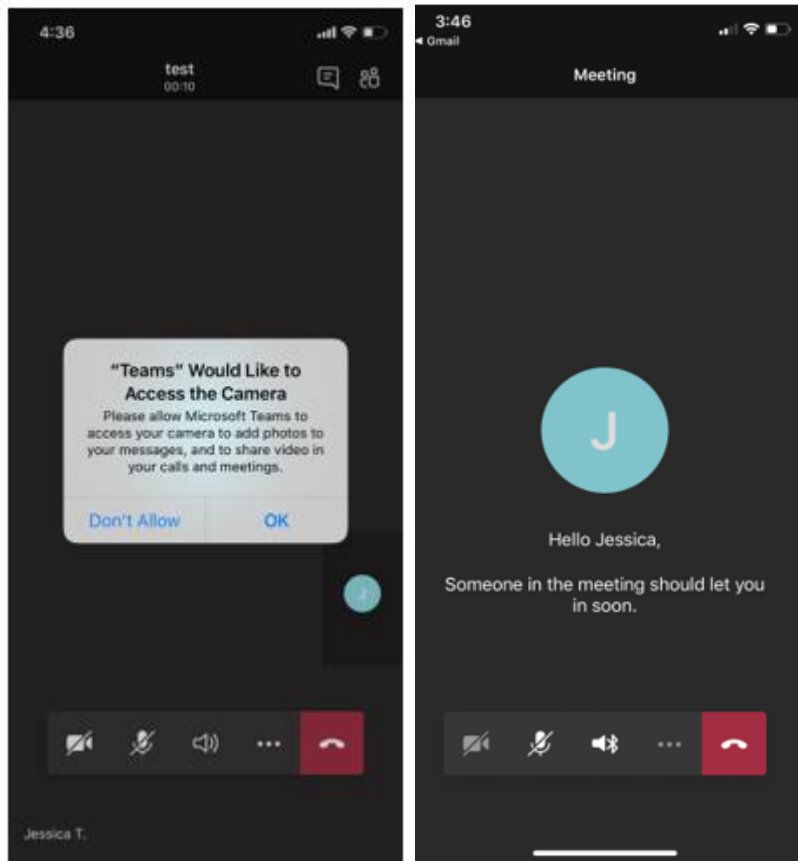 4:36
test
00:10
"Teams" Would Like to
Access the Camera
Please allow Microsoft Teams to
access your camera to add photos to
your messages, and to share video in
your calls and meetings.
Don't Allow
OK
J
Jessica T.
3:46
Gmail
Meeting
J
Hello Jessica,
Someone in the meeting should let you
in soon.